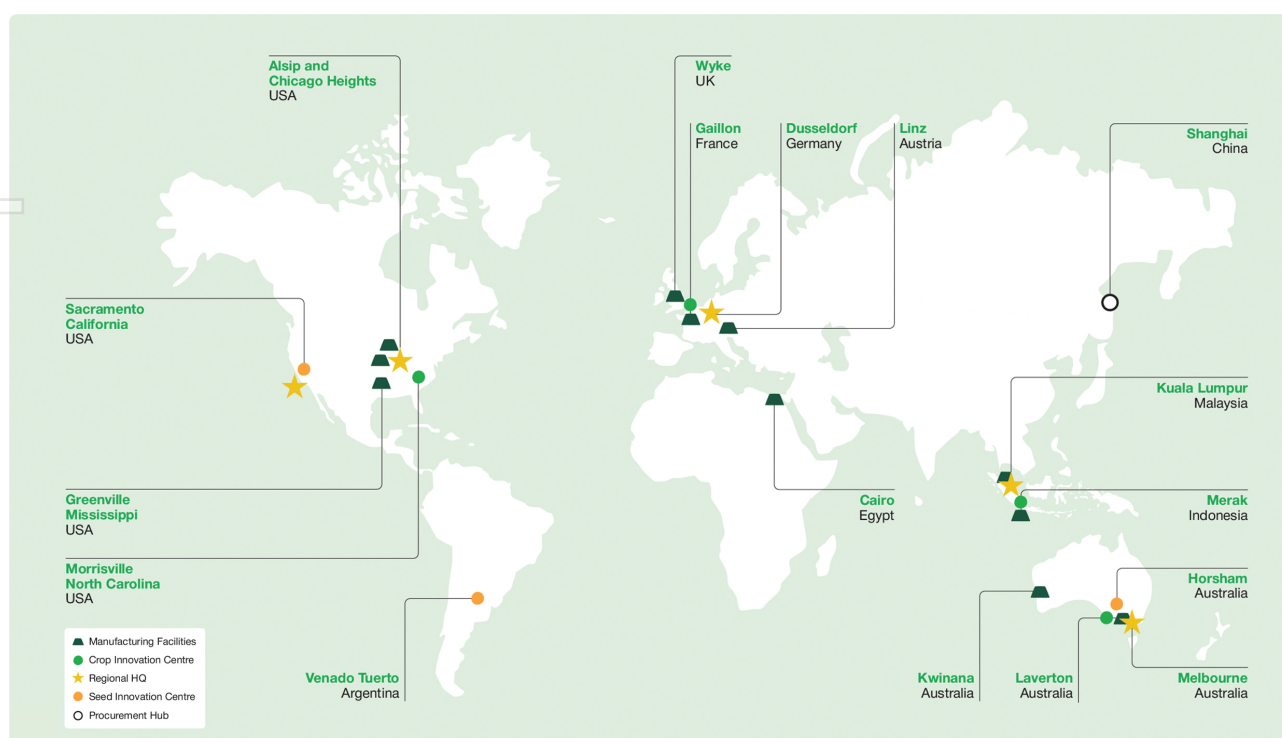 Alsip and
Chicago Heights
USA
Wyke
UK
Gaillon
France
Dusseldorf
Germany
Linz
Austria
Shanghai
China
Sacramento
California
USA
Kuala Lumpur
Malaysia
Greenville
Mississippi
USA
Cairo
Egypt
Merak
Indonesia
Morrisville
North Carolina
USA
Horsham
Australia
Venado Tuerto
Argentina
Kwinana
Australia
Laverton
Australia
Melbourne
Australia
Manufacturing Facilities
Crop Innovation Centre
Regional HQ
Seed Innovation Centre
Procurement Hub